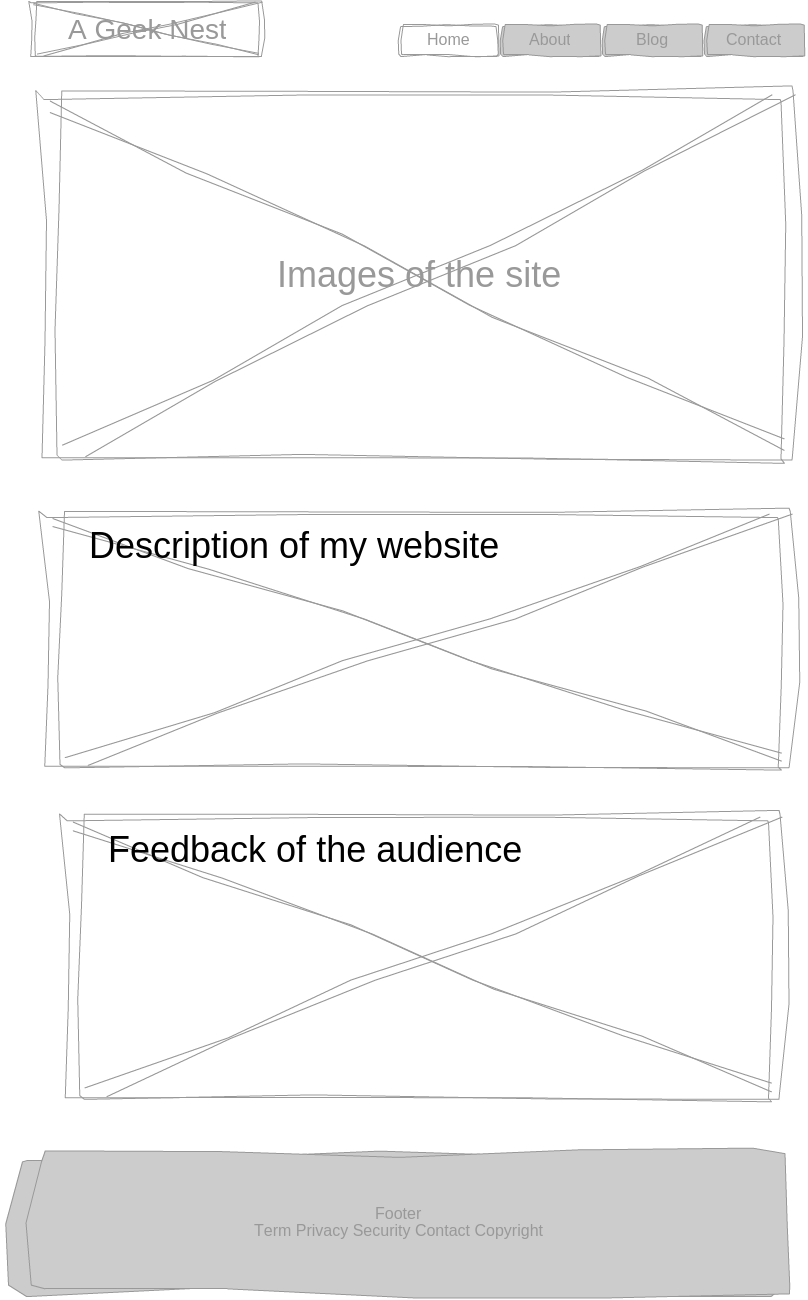 A Geek Nest
Home About Blog Contact
Images of the site
Description of my website
Feedback of the audience
Footer
Term Privacy Security Contact Copyright